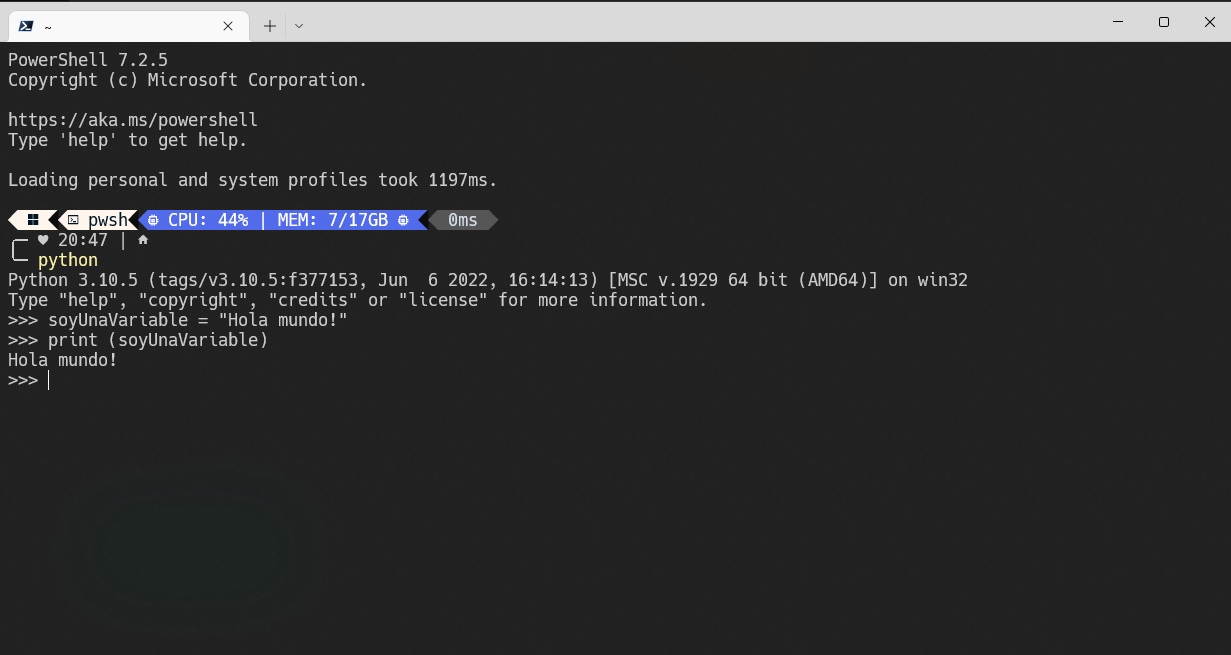 ~
PowerShell 7.2.5
Copyright (c) Microsoft Corporation.
https://aka.ms/powershell
Type 'help' to get help.
Loading personal and system profiles took 1197ms.
pwsh CPU: 44% | MEM: 7/17GB 0ms
20:47 |
python
Python 3.10.5 (tags/v3.10.5:f377153, Jun  6 2022, 16:14:13) [MSC v.1929 64 bit (AMD64)] on win32
Type "help", "copyright", "credits" or "license" for more information.
>>> soyUnaVariable = "Hola mundo!"
>>> print (soyUnaVariable)
Hola mundo!
>>>